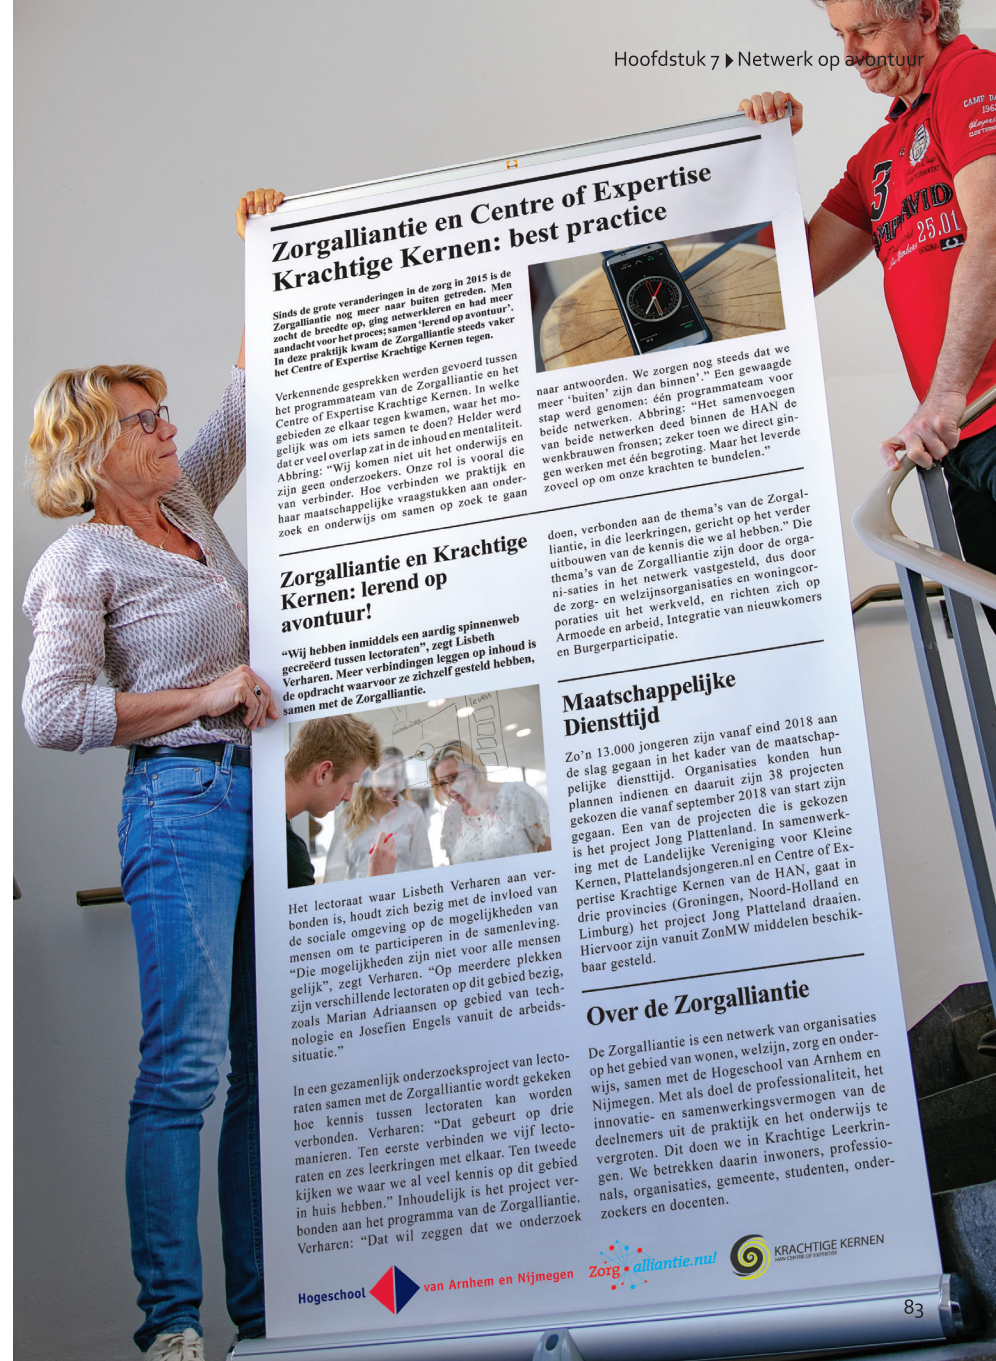 Hoofdstuk 7 Netwerk op avontuur
CAMP DA
1963
3
CAMP DAVID
25.01
Zorgalliantie en Centre of Expertise
Krachtige Kernen: best practice
Sinds de grote veranderingen in de zorg in 2015 is de
Zorgalliantie nog meer naar buiten getreden. Men
zocht de breedte op, ging netwerkleren en had meer
aandacht voor het proces; samen ‘lerend op avontuur’.
In deze praktijk kwam de Zorgalliantie steeds vaker
het Centre of Expertise Krachtige Kernen tegen.
Verkennende gesprekken werden gevoerd tussen
het programmateam van de Zorgalliantie en het
Centre of Expertise Krachtige Kernen. In welke
gebieden ze elkaar tegen kwamen, waar het mo-
gelijk was om iets samen te doen? Helder werd
dat er veel overlap zat in de inhoud en mentaliteit.
Abbring: “Wij komen niet uit het onderwijs en
zijn geen onderzoekers. Onze rol is vooral die
van verbinder. Hoe verbinden we praktijk en
haar maatschappelijke vraagstukken aan onder-
zoek en onderwijs om samen op zoek te gaan
naar antwoorden. We zorgen nog steeds dat we
meer ‘buiten’ zijn dan binnen’.” Een gewaagde
stap werd genomen: één programmateam voor
beide netwerken. Abbring: “Het samenvoegen
van beide netwerken deed binnen de HAN de
wenkbrauwen fronsen; zeker toen we direct gin-
gen werken met één begroting. Maar het leverde
zoveel op om onze krachten te bundelen.”
Zorgalliantie en Krachtige
Kernen: lerend op
avontuur!
“Wij hebben inmiddels een aardig spinnenweb
gecreëerd tussen lectoraten”, zegt Lisbeth
Verharen. Meer verbindingen leggen op inhoud is
de opdracht waarvoor ze zichzelf gesteld hebben,
samen met de Zorgalliantie.
Het lectoraat waar Lisbeth Verharen aan ver-
bonden is, houdt zich bezig met de invloed van
de sociale omgeving op de mogelijkheden van
mensen om te participeren in de samenleving.
“Die mogelijkheden zijn niet voor alle mensen
gelijk”, zegt Verharen. “Op meerdere plekken
zijn verschillende lectoraten op dit gebied bezig,
zoals Marian Adriaansen op gebied van tech-
nologie en Josefien Engels vanuit de arbeids-
situatie.”
In een gezamenlijk onderzoeksproject van lecto-
raten samen met de Zorgalliantie wordt gekeken
hoe kennis tussen lectoraten kan worden
verbonden. Verharen: “Dat gebeurt op drie
manieren. Ten eerste verbinden we vijf lecto-
raten en zes leerkringen met elkaar. Ten tweede
kijken we waar we al veel kennis op dit gebied
in huis hebben.” Inhoudelijk is het project ver-
bonden aan het programma van de Zorgalliantie.
Verharen: “Dat wil zeggen dat we onderzoek
doen, verbonden aan de thema’s van de Zorgal-
liantie, in die leerkringen, gericht op het verder
uitbouwen van de kennis die we al hebben.” Die
thema’s van de Zorgalliantie zijn door de orga-
ni-saties in het netwerk vastgesteld, dus door
de zorg- en welzijnsorganisaties en woningcor-
poraties uit het werkveld, en richten zich op
Armoede en arbeid, Integratie van nieuwkomers
en Burgerparticipatie.
Maatschappelijke
Diensttijd
Zo’n 13.000 jongeren zijn vanaf eind 2018 aan
de slag gegaan in het kader van de maatschap-
pelijke diensttijd. Organisaties konden hun
plannen indienen en daaruit zijn 38 projecten
gekozen die vanaf september 2018 van start zijn
gegaan. Een van de projecten die is gekozen
is het project Jong Plattenland. In samenwerk-
ing met de Landelijke Vereniging voor Kleine
Kernen, Plattelandsjongeren.nl en Centre of Ex-
pertise Krachtige Kernen van de HAN, gaat in
drie provincies (Groningen, Noord-Holland en
Limburg) het project Jong Platteland draaien.
Hiervoor zijn vanuit ZonMW middelen beschik-
baar gesteld.
Over de Zorgalliantie
De Zorgalliantie is een netwerk van organisaties
op het gebied van wonen, welzijn, zorg en onder-
wijs, samen met de Hogeschool van Arnhem en
Nijmegen. Met als doel de professionaliteit, het
innovatie- en samenwerkingsvermogen van de
deelnemers uit de praktijk en het onderwijs te
vergroten. Dit doen we in Krachtige Leerkrin-
gen. We betrekken daarin inwoners, professio-
nals, organisaties, gemeente, studenten, onder-
zoekers en docenten.
Hogeschool van Arnhem en Nijmegen
Zorg alliantie.nu!
KRACHTIGE KERNEN
HAN CENTRE OF EXPERTISE
83